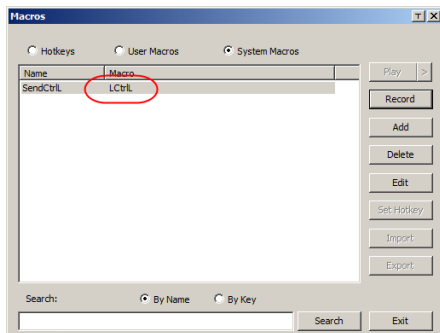 Macros
Hotkeys User Macros System Macros
Name Macro
SendCtrlL LCtrlL
Play >
Record
Add
Delete
Edit
Set Hotkey
Import
Export
Search: By Name By Key
Search Exit